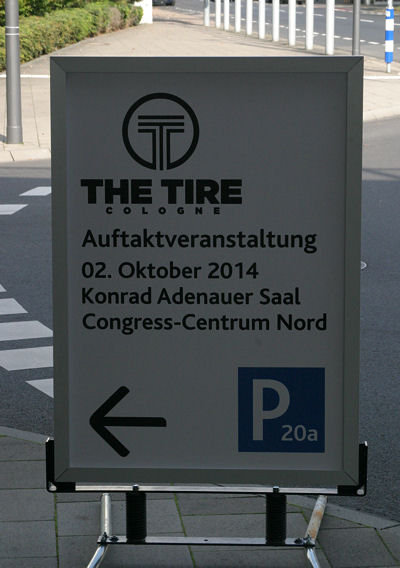 THE TIRE
COLOGNE
Auftaktveranstaltung
02. Oktober 2014
Konrad Adenauer Saal
Congress-Centrum Nord
P 20a